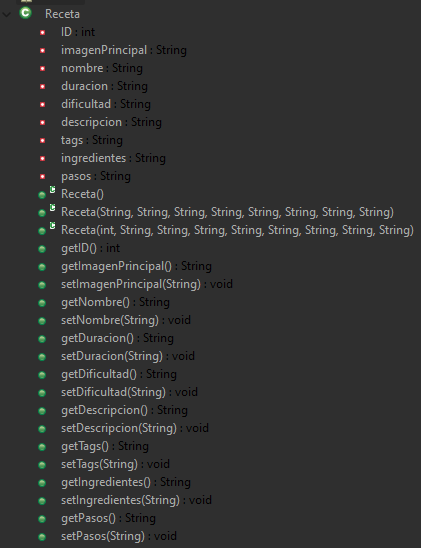 Receta
ID : int
imagenPrincipal : String
nombre : String
duracion : String
dificultad : String
descripcion : String
tags : String
ingredientes : String
pasos : String
Receta()
Receta(String, String, String, String, String, String, String, String)
Receta(int, String, String, String, String, String, String, String, String)
getID() : int
getImagenPrincipal() : String
setImagenPrincipal(String) : void
getNombre() : String
setNombre(String) : void
getDuracion() : String
setDuracion(String) : void
getDificultad() : String
setDificultad(String) : void
getDescripcion() : String
setDescripcion(String) : void
getTags() : String
setTags(String) : void
getIngredientes() : String
setIngredientes(String) : void
getPasos() : String
setPasos(String) : void